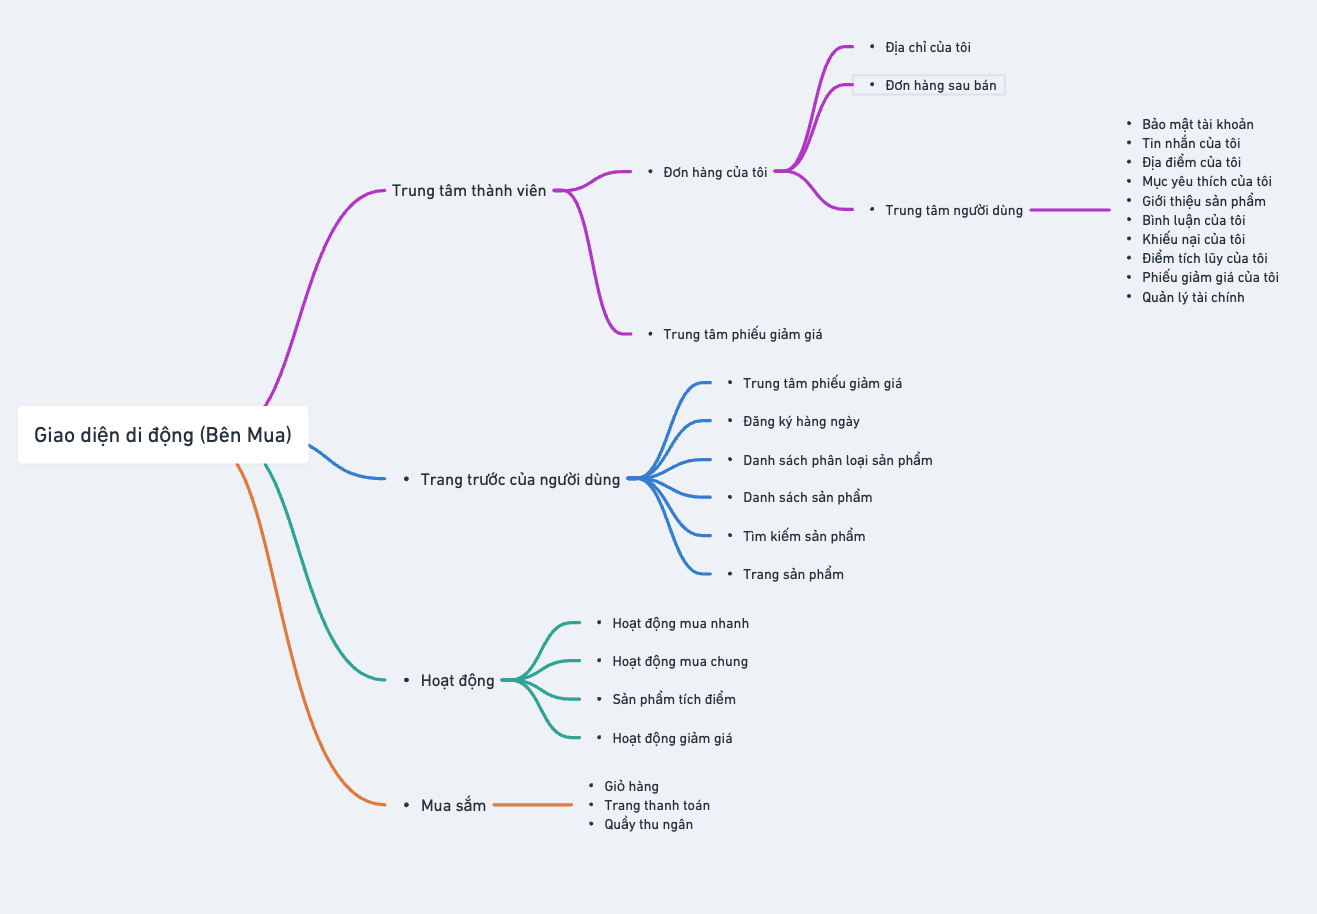 Giao diện di động (Bên Mua)
Trung tâm thành viên
• Đơn hàng của tôi
• Địa chỉ của tôi
• Đơn hàng sau bán
• Trung tâm người dùng
• Bảo mật tài khoản
• Tin nhắn của tôi
• Địa điểm của tôi
• Mục yêu thích của tôi
• Giới thiệu sản phẩm
• Bình luận của tôi
• Khiếu nại của tôi
• Điểm tích lũy của tôi
• Phiếu giảm giá của tôi
• Quản lý tài chính
• Trung tâm phiếu giảm giá
• Trang trước của người dùng
• Trung tâm phiếu giảm giá
• Đăng ký hàng ngày
• Danh sách phân loại sản phẩm
• Danh sách sản phẩm
• Tìm kiếm sản phẩm
• Trang sản phẩm
• Hoạt động
• Hoạt động mua nhanh
• Hoạt động mua chung
• Sản phẩm tích điểm
• Hoạt động giảm giá
• Mua sắm
• Giỏ hàng
• Trang thanh toán
• Quầy thu ngân